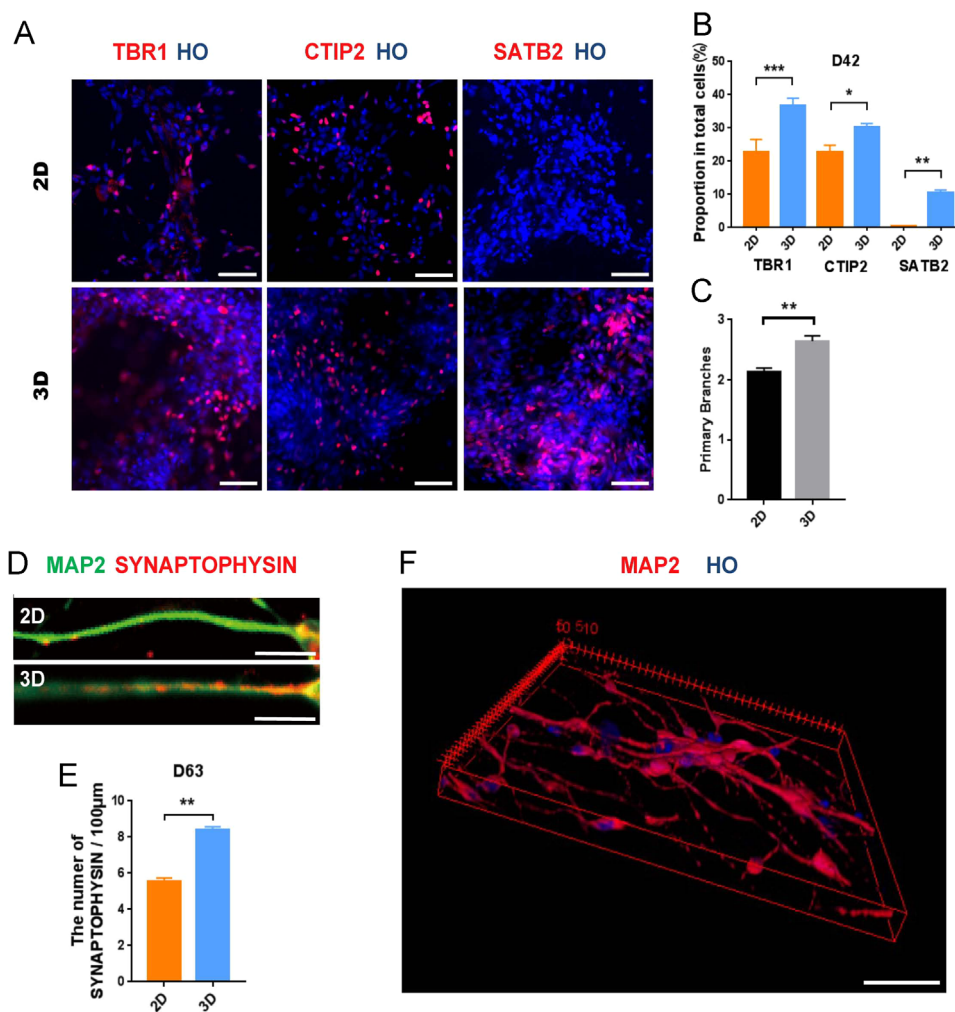 A
TBR1 HO
CTIP2 HO
SATB2 HO
2D
3D
B
D42
Proportion in total cells(%)
50
40
30
20
10
0
***
*
**
2D
3D
2D
3D
2D
3D
TBR1
CTIP2
SATB2
C
Primary Branches
3
2
1
0
**
2D
3D
D
MAP2 SYNAPTOPHYSIN
2D
3D
E
D63
The numer of
SYNAPTOPHYSIN / 100μm
10
8
6
4
2
0
**
2D
3D
F
MAP2 HO